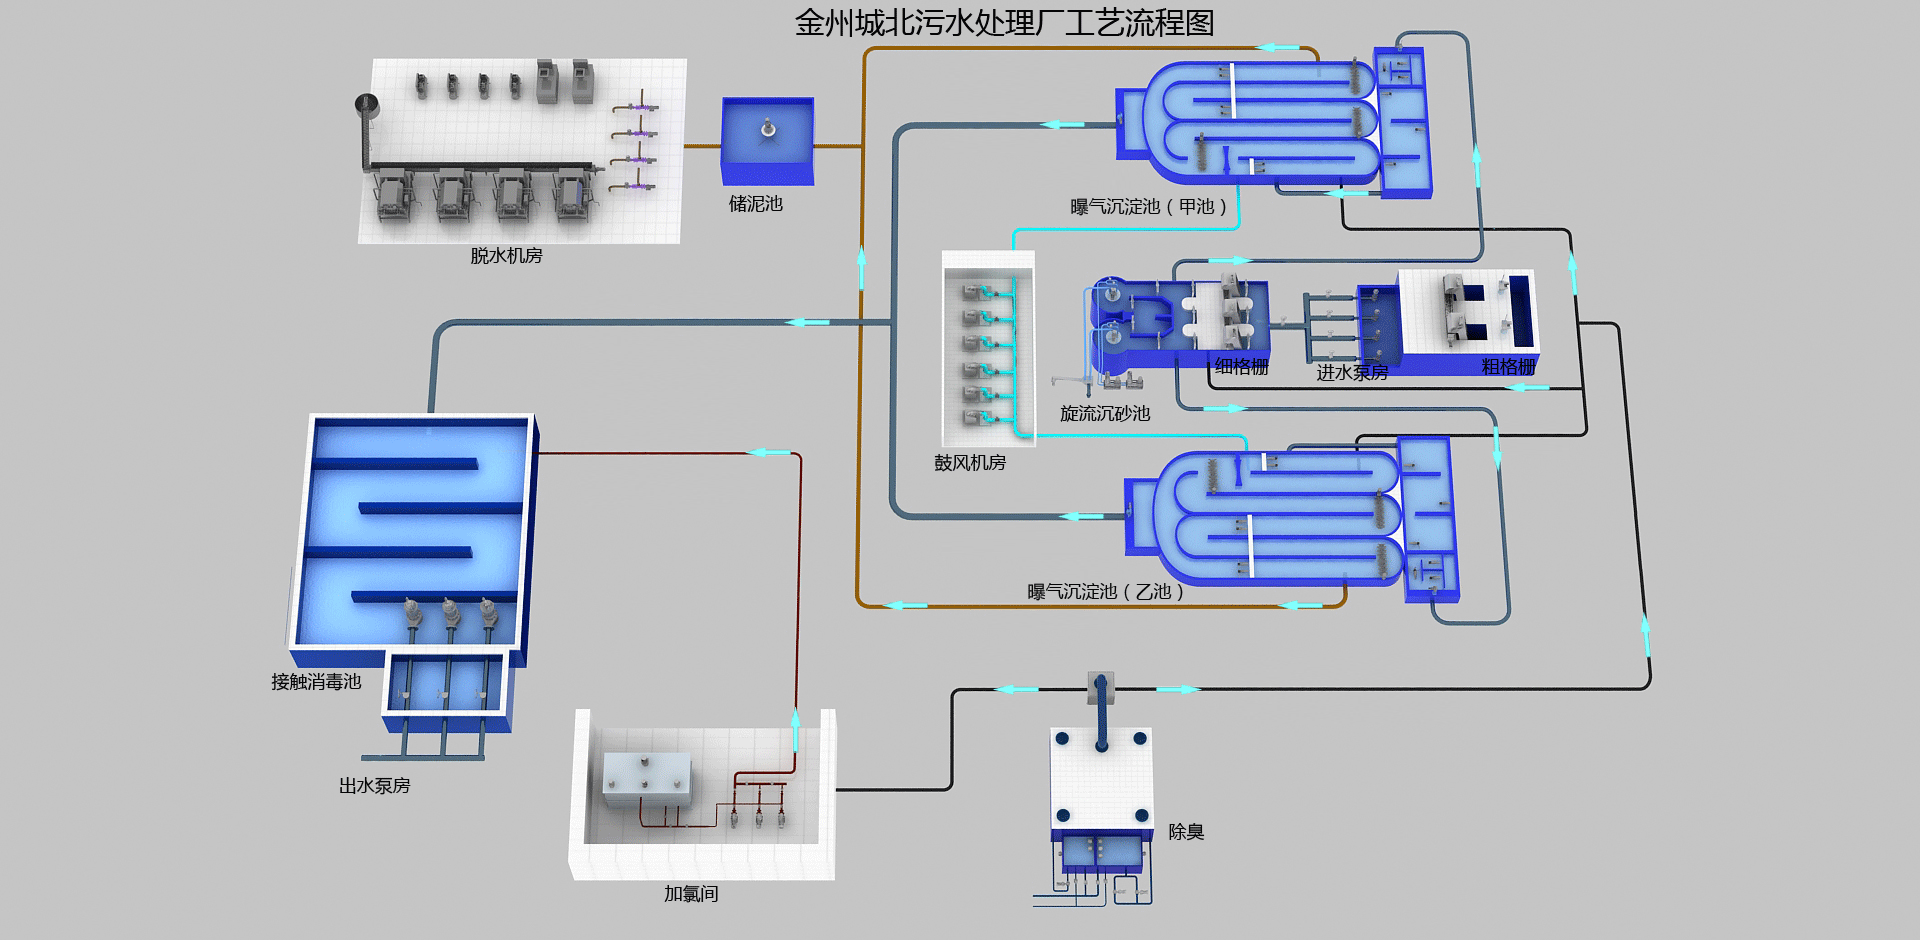 金州城北污水处理厂工艺流程图
储泥池
曝气沉淀池（甲池）
脱水机房
细格栅
进水泵房
粗格栅
旋流沉砂池
鼓风机房
曝气沉淀池（乙池）
接触消毒池
出水泵房
除臭
加氯间